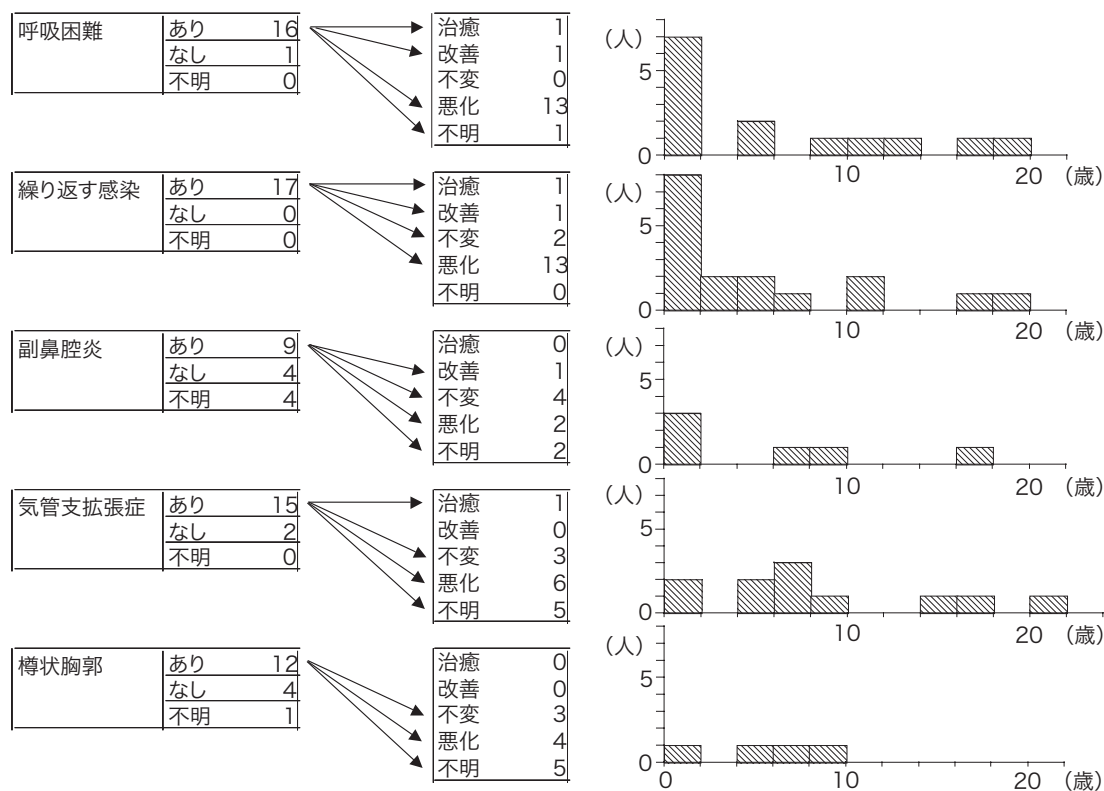 呼吸困難
あり 16
なし 1
不明 0
治癒 1
改善 1
不変 0
悪化 13
不明 1
(人)
5
0
10 20 (歳)
繰り返す感染
あり 17
なし 0
不明 0
治癒 1
改善 1
不変 2
悪化 13
不明 0
(人)
5
0
10 20 (歳)
副鼻腔炎
あり 9
なし 4
不明 4
治癒 0
改善 1
不変 4
悪化 2
不明 2
(人)
5
0
10 20 (歳)
気管支拡張症
あり 15
なし 2
不明 0
治癒 1
改善 0
不変 3
悪化 6
不明 5
(人)
5
0
10 20 (歳)
樽状胸郭
あり 12
なし 4
不明 1
治癒 0
改善 0
不変 3
悪化 4
不明 5
(人)
5
0
0 10 20 (歳)